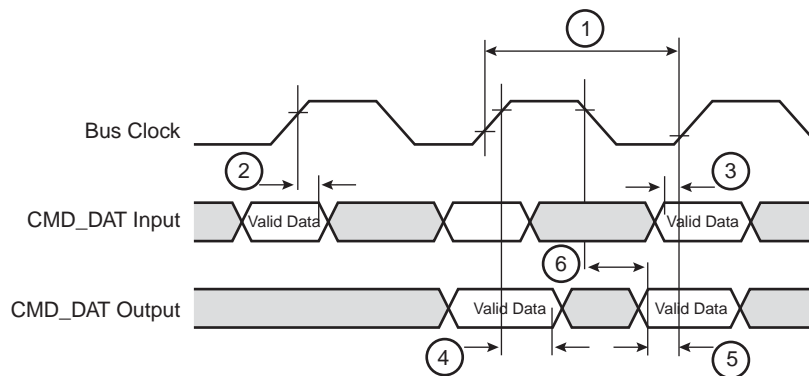 1
Bus Clock
2
3
CMD_DAT Input
Valid Data
Valid Data
6
CMD_DAT Output
Valid Data
Valid Data
4
5